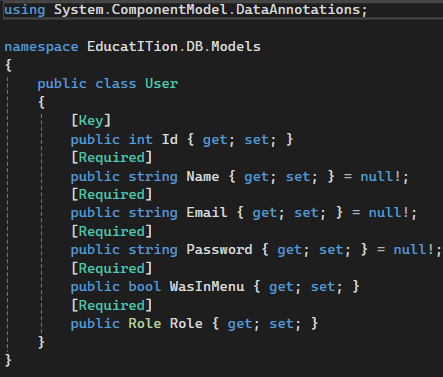 using System.ComponentModel.DataAnnotations;
namespace EducatITion.DB.Models
{
public class User
{
[Key]
public int Id { get; set; }
[Required]
public string Name { get; set; } = null!;
[Required]
public string Email { get; set; } = null!;
[Required]
public string Password { get; set; } = null!;
[Required]
public bool WasInMenu { get; set; }
[Required]
public Role Role { get; set; }
}
}